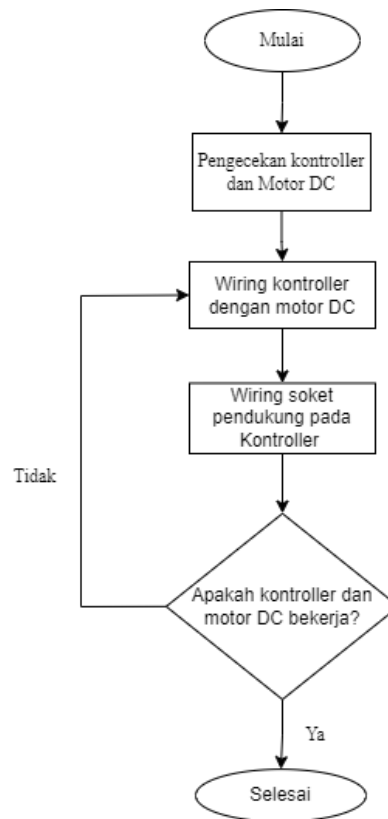 Mulai
Pengecekan kontroller
dan Motor DC
Wiring kontroller
dengan motor DC
Wiring soket
pendukung pada
Kontroller
Tidak
Apakah kontroller dan
motor DC bekerja?
Ya
Selesai